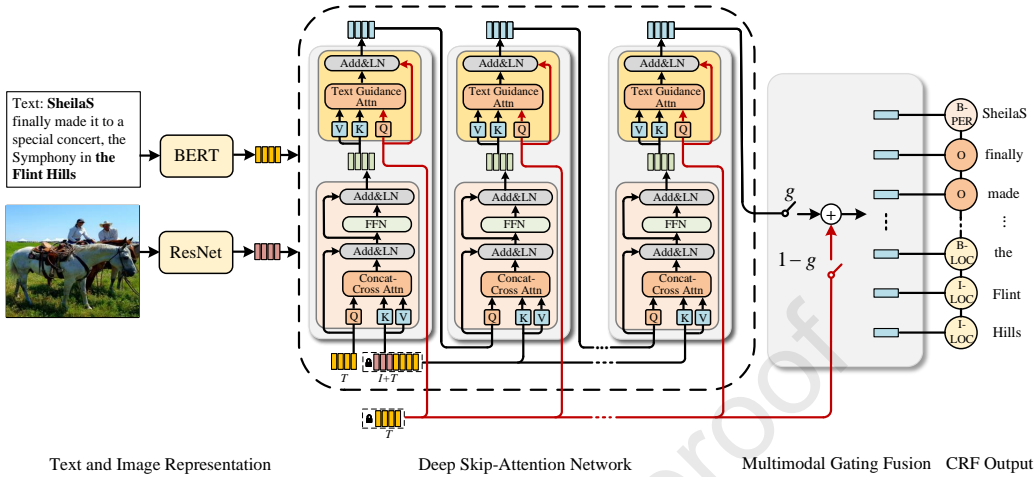 Text: SheilaS
finally made it to a
special concert, the
Symphony in the
Flint Hills
BERT
ResNet
Add&LN
Text Guidance
Attn
V K Q
Add&LN
FFN
Add&LN
Concat-
Cross Attn
Q K V
T
I+T
Add&LN
Text Guidance
Attn
V K Q
Add&LN
FFN
Add&LN
Concat-
Cross Attn
Q K V
Add&LN
Text Guidance
Attn
V K Q
Add&LN
FFN
Add&LN
Concat-
Cross Attn
Q K V
T
g
+
1-g
B-
PER
SheilaS
O
finally
O
made
B-
LOC
the
I-
LOC
Flint
I-
LOC
Hills
Text and Image Representation
Deep Skip-Attention Network
Multimodal Gating Fusion
CRF Output
proof